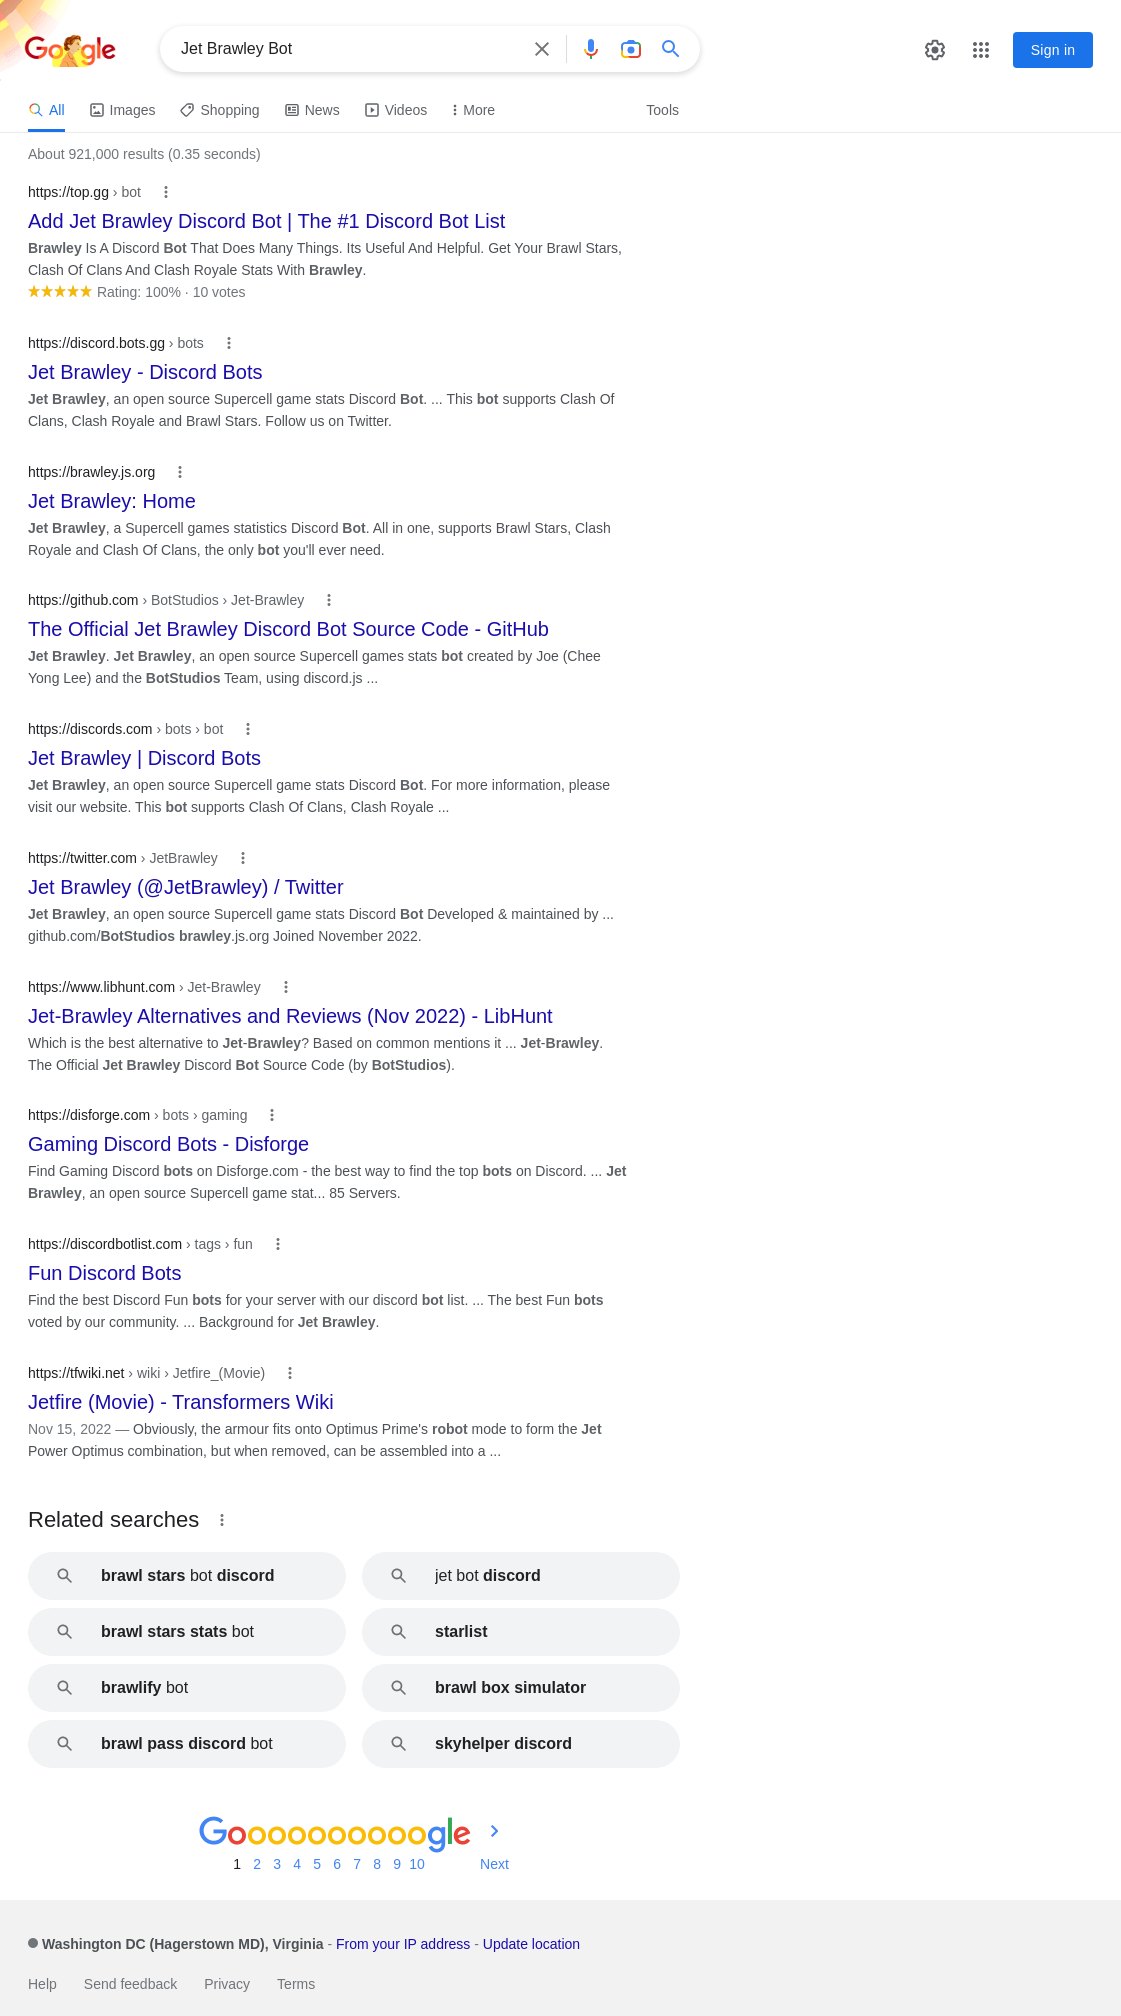 Google
Jet Brawley Bot
Sign in
All Images Shopping News Videos More Tools
About 921,000 results (0.35 seconds)
https://top.gg › bot
Add Jet Brawley Discord Bot | The #1 Discord Bot List
Brawley Is A Discord Bot That Does Many Things. Its Useful And Helpful. Get Your Brawl Stars,
Clash Of Clans And Clash Royale Stats With Brawley.
Rating: 100% · 10 votes
https://discord.bots.gg › bots
Jet Brawley - Discord Bots
Jet Brawley, an open source Supercell game stats Discord Bot. ... This bot supports Clash Of
Clans, Clash Royale and Brawl Stars. Follow us on Twitter.
https://brawley.js.org
Jet Brawley: Home
Jet Brawley, a Supercell games statistics Discord Bot. All in one, supports Brawl Stars, Clash
Royale and Clash Of Clans, the only bot you'll ever need.
https://github.com › BotStudios › Jet-Brawley
The Official Jet Brawley Discord Bot Source Code - GitHub
Jet Brawley. Jet Brawley, an open source Supercell games stats bot created by Joe (Chee
Yong Lee) and the BotStudios Team, using discord.js ...
https://discords.com › bots › bot
Jet Brawley | Discord Bots
Jet Brawley, an open source Supercell game stats Discord Bot. For more information, please
visit our website. This bot supports Clash Of Clans, Clash Royale ...
https://twitter.com › JetBrawley
Jet Brawley (@JetBrawley) / Twitter
Jet Brawley, an open source Supercell game stats Discord Bot Developed & maintained by ...
github.com/BotStudios brawley.js.org Joined November 2022.
https://www.libhunt.com › Jet-Brawley
Jet-Brawley Alternatives and Reviews (Nov 2022) - LibHunt
Which is the best alternative to Jet-Brawley? Based on common mentions it ... Jet-Brawley.
The Official Jet Brawley Discord Bot Source Code (by BotStudios).
https://disforge.com › bots › gaming
Gaming Discord Bots - Disforge
Find Gaming Discord bots on Disforge.com - the best way to find the top bots on Discord. ... Jet
Brawley, an open source Supercell game stat... 85 Servers.
https://discordbotlist.com › tags › fun
Fun Discord Bots
Find the best Discord Fun bots for your server with our discord bot list. ... The best Fun bots
voted by our community. ... Background for Jet Brawley.
https://tfwiki.net › wiki › Jetfire_(Movie)
Jetfire (Movie) - Transformers Wiki
Nov 15, 2022 — Obviously, the armour fits onto Optimus Prime's robot mode to form the Jet
Power Optimus combination, but when removed, can be assembled into a ...
Related searches
brawl stars bot discord
jet bot discord
brawl stars stats bot
starlist
brawlify bot
brawl box simulator
brawl pass discord bot
skyhelper discord
Goooooooooogle
1 2 3 4 5 6 7 8 9 10 Next
Washington DC (Hagerstown MD), Virginia - From your IP address - Update location
Help Send feedback Privacy Terms